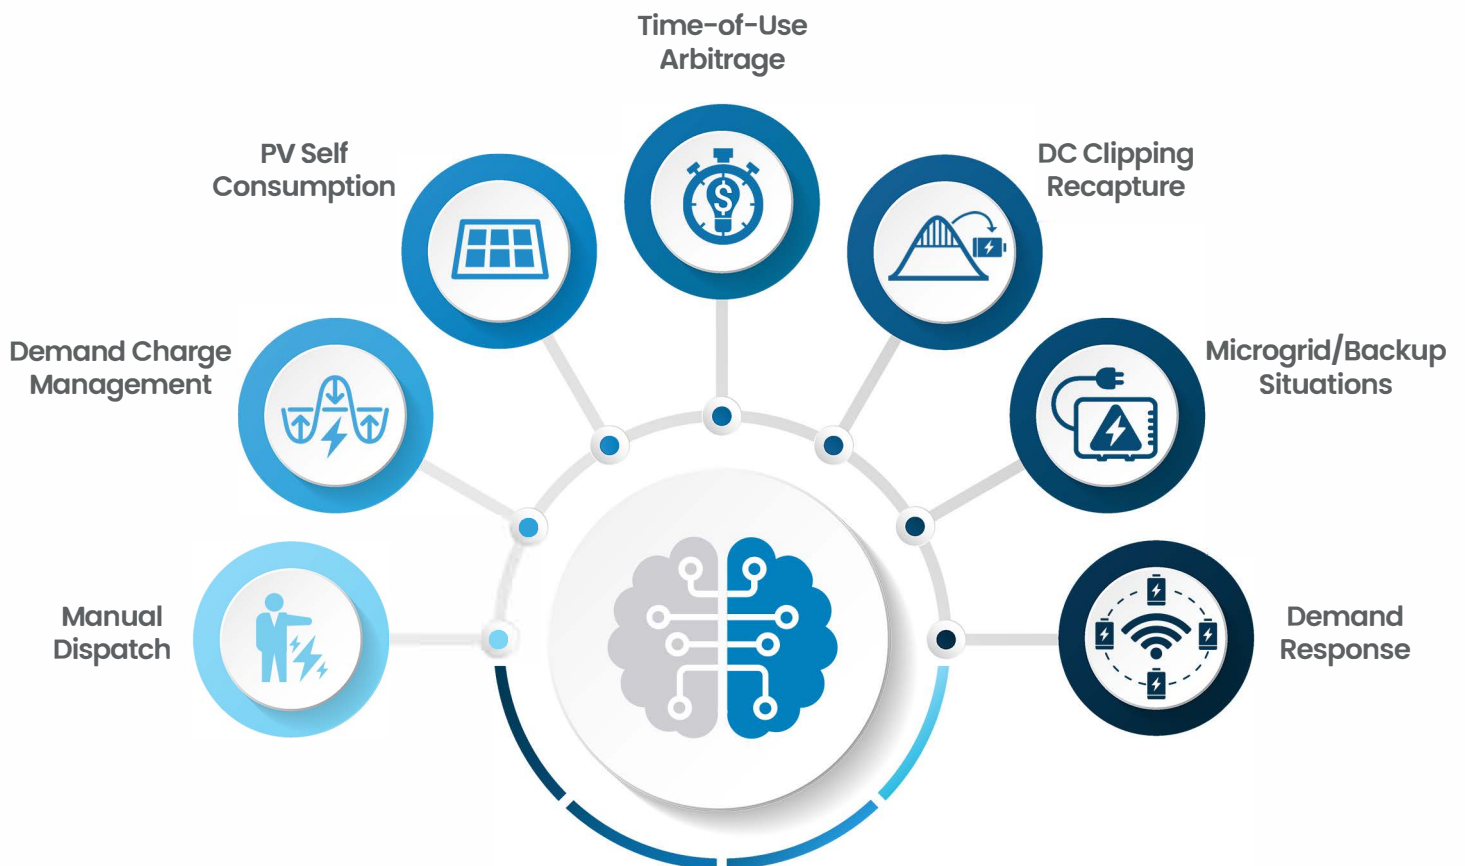 Time-of-Use
Arbitrage
PV Self
Consumption
DC Clipping
Recapture
Demand Charge
Management
Microgrid/Backup
Situations
Manual
Dispatch
Demand
Response
$